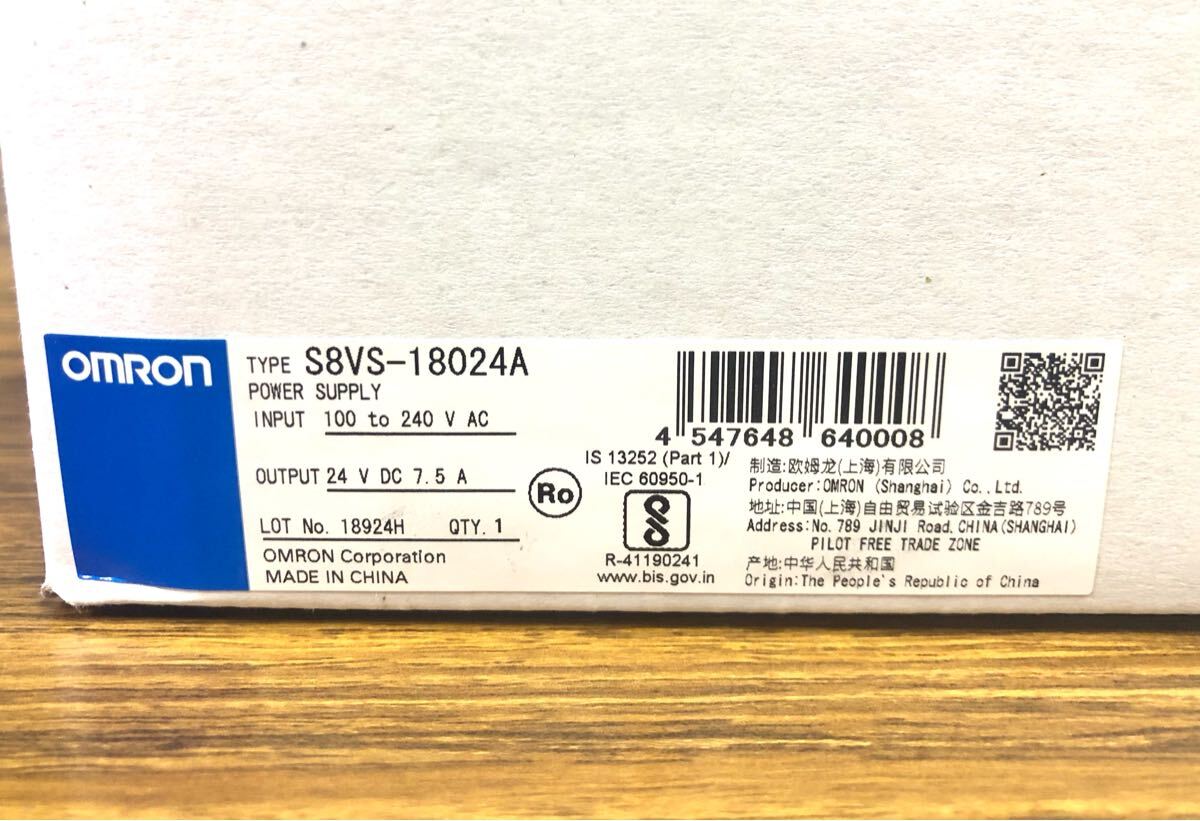 OMRON
TYPE S8VS-18024A
POWER SUPPLY
INPUT 100 to 240 V AC
OUTPUT 24 V DC 7.5 A
LOT No. 18924H QTY. 1
OMRON Corporation
MADE IN CHINA
Ro
4 547648 640008
IS 13252 (Part 1)/
IEC 60950-1
R-41190241
www.bis.gov.in
制造:欧姆龙(上海)有限公司
Producer:OMRON (Shanghai) Co.,Ltd.
地址:中国(上海)自由贸易试验区金吉路789号
Address:No. 789 JINJI Road, CHINA(SHANGHAI)
PILOT FREE TRADE ZONE
产地:中华人民共和国
Origin:The People's Republic of China